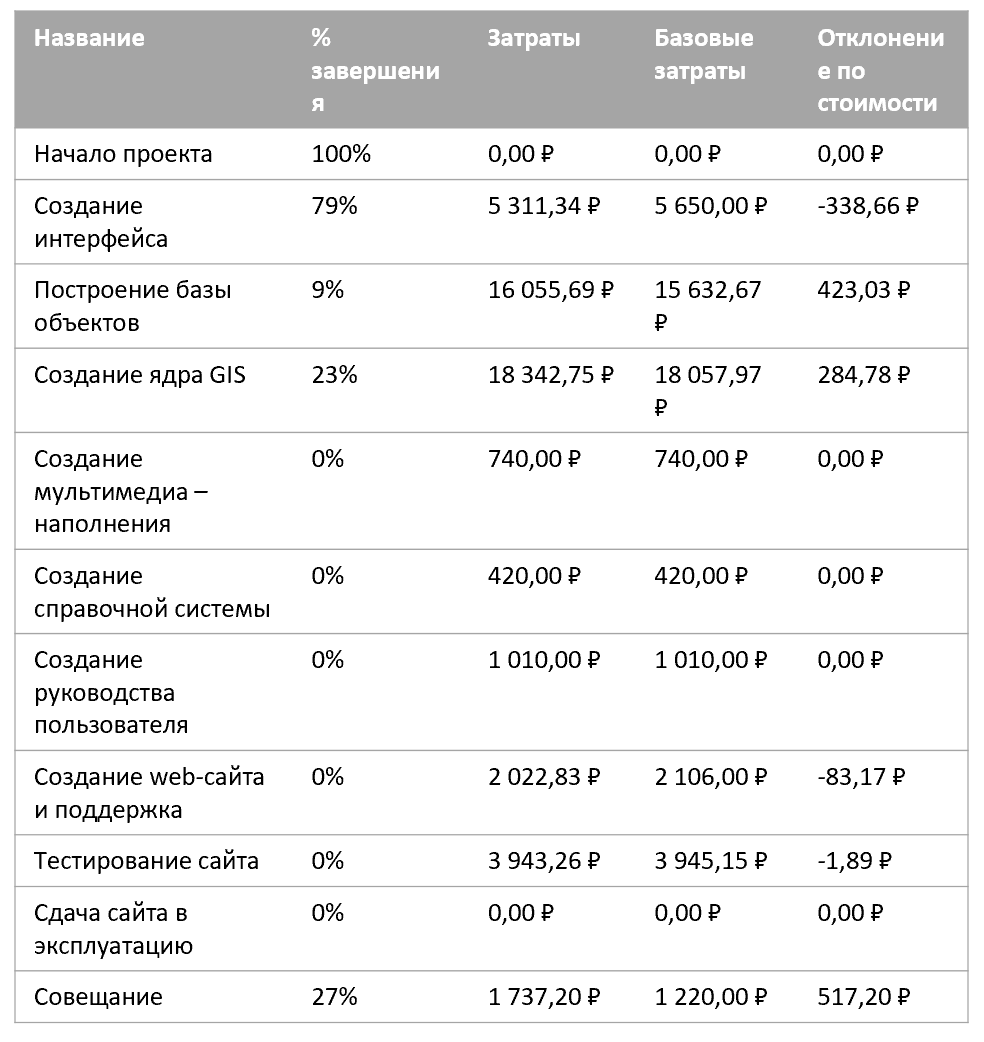 Название % завершени я Затраты Базовые затраты Отклонени е по стоимости
Начало проекта 100% 0,00 ₽ 0,00 ₽ 0,00 ₽
Создание интерфейса 79% 5 311,34 ₽ 5 650,00 ₽ -338,66 ₽
Построение базы объектов 9% 16 055,69 ₽ 15 632,67 ₽ 423,03 ₽
Создание ядра GIS 23% 18 342,75 ₽ 18 057,97 ₽ 284,78 ₽
Создание мультимедиа – наполнения 0% 740,00 ₽ 740,00 ₽ 0,00 ₽
Создание справочной системы 0% 420,00 ₽ 420,00 ₽ 0,00 ₽
Создание руководства пользователя 0% 1 010,00 ₽ 1 010,00 ₽ 0,00 ₽
Создание web-сайта и поддержка 0% 2 022,83 ₽ 2 106,00 ₽ -83,17 ₽
Тестирование сайта 0% 3 943,26 ₽ 3 945,15 ₽ -1,89 ₽
Сдача сайта в эксплуатацию 0% 0,00 ₽ 0,00 ₽ 0,00 ₽
Совещание 27% 1 737,20 ₽ 1 220,00 ₽ 517,20 ₽